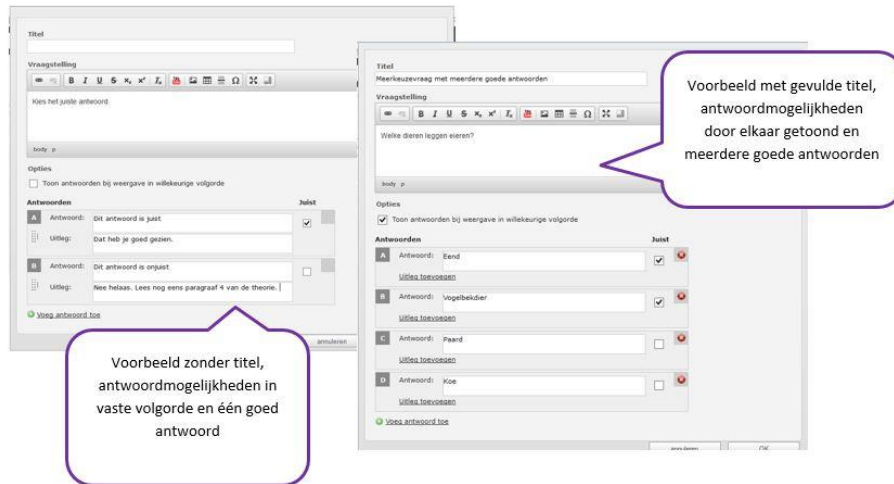 Titel
Vraagstelling
B I U S x₂ x² Iₓ Ω
Kies het juiste antwoord
body p
Opties
Toon antwoorden bij weergave in willekeurige volgorde
Antwoorden Juist
A Antwoord: Dit antwoord is juist
Uitleg: Dat heb je goed gezien.
B Antwoord: Dit antwoord is onjuist
Uitleg: Nee helaas. Lees nog eens paragraaf 4 van de theorie.
Voeg antwoord toe
annuleren
Voorbeeld zonder titel,
antwoordmogelijkheden in
vaste volgorde en één goed
antwoord
Titel
Meerkeuzevraag met meerdere goede antwoorden
Vraagstelling
B I U S x₂ x² Iₓ Ω
Welke dieren leggen eieren?
body p
Opties
Toon antwoorden bij weergave in willekeurige volgorde
Antwoorden Juist
A Antwoord: Eend
Uitleg toevoegen
B Antwoord: Vogelbekdier
Uitleg toevoegen
C Antwoord: Paard
Uitleg toevoegen
D Antwoord: Koe
Uitleg toevoegen
Voeg antwoord toe
annuleren OK
Voorbeeld met gevulde titel,
antwoordmogelijkheden
door elkaar getoond en
meerdere goede antwoorden